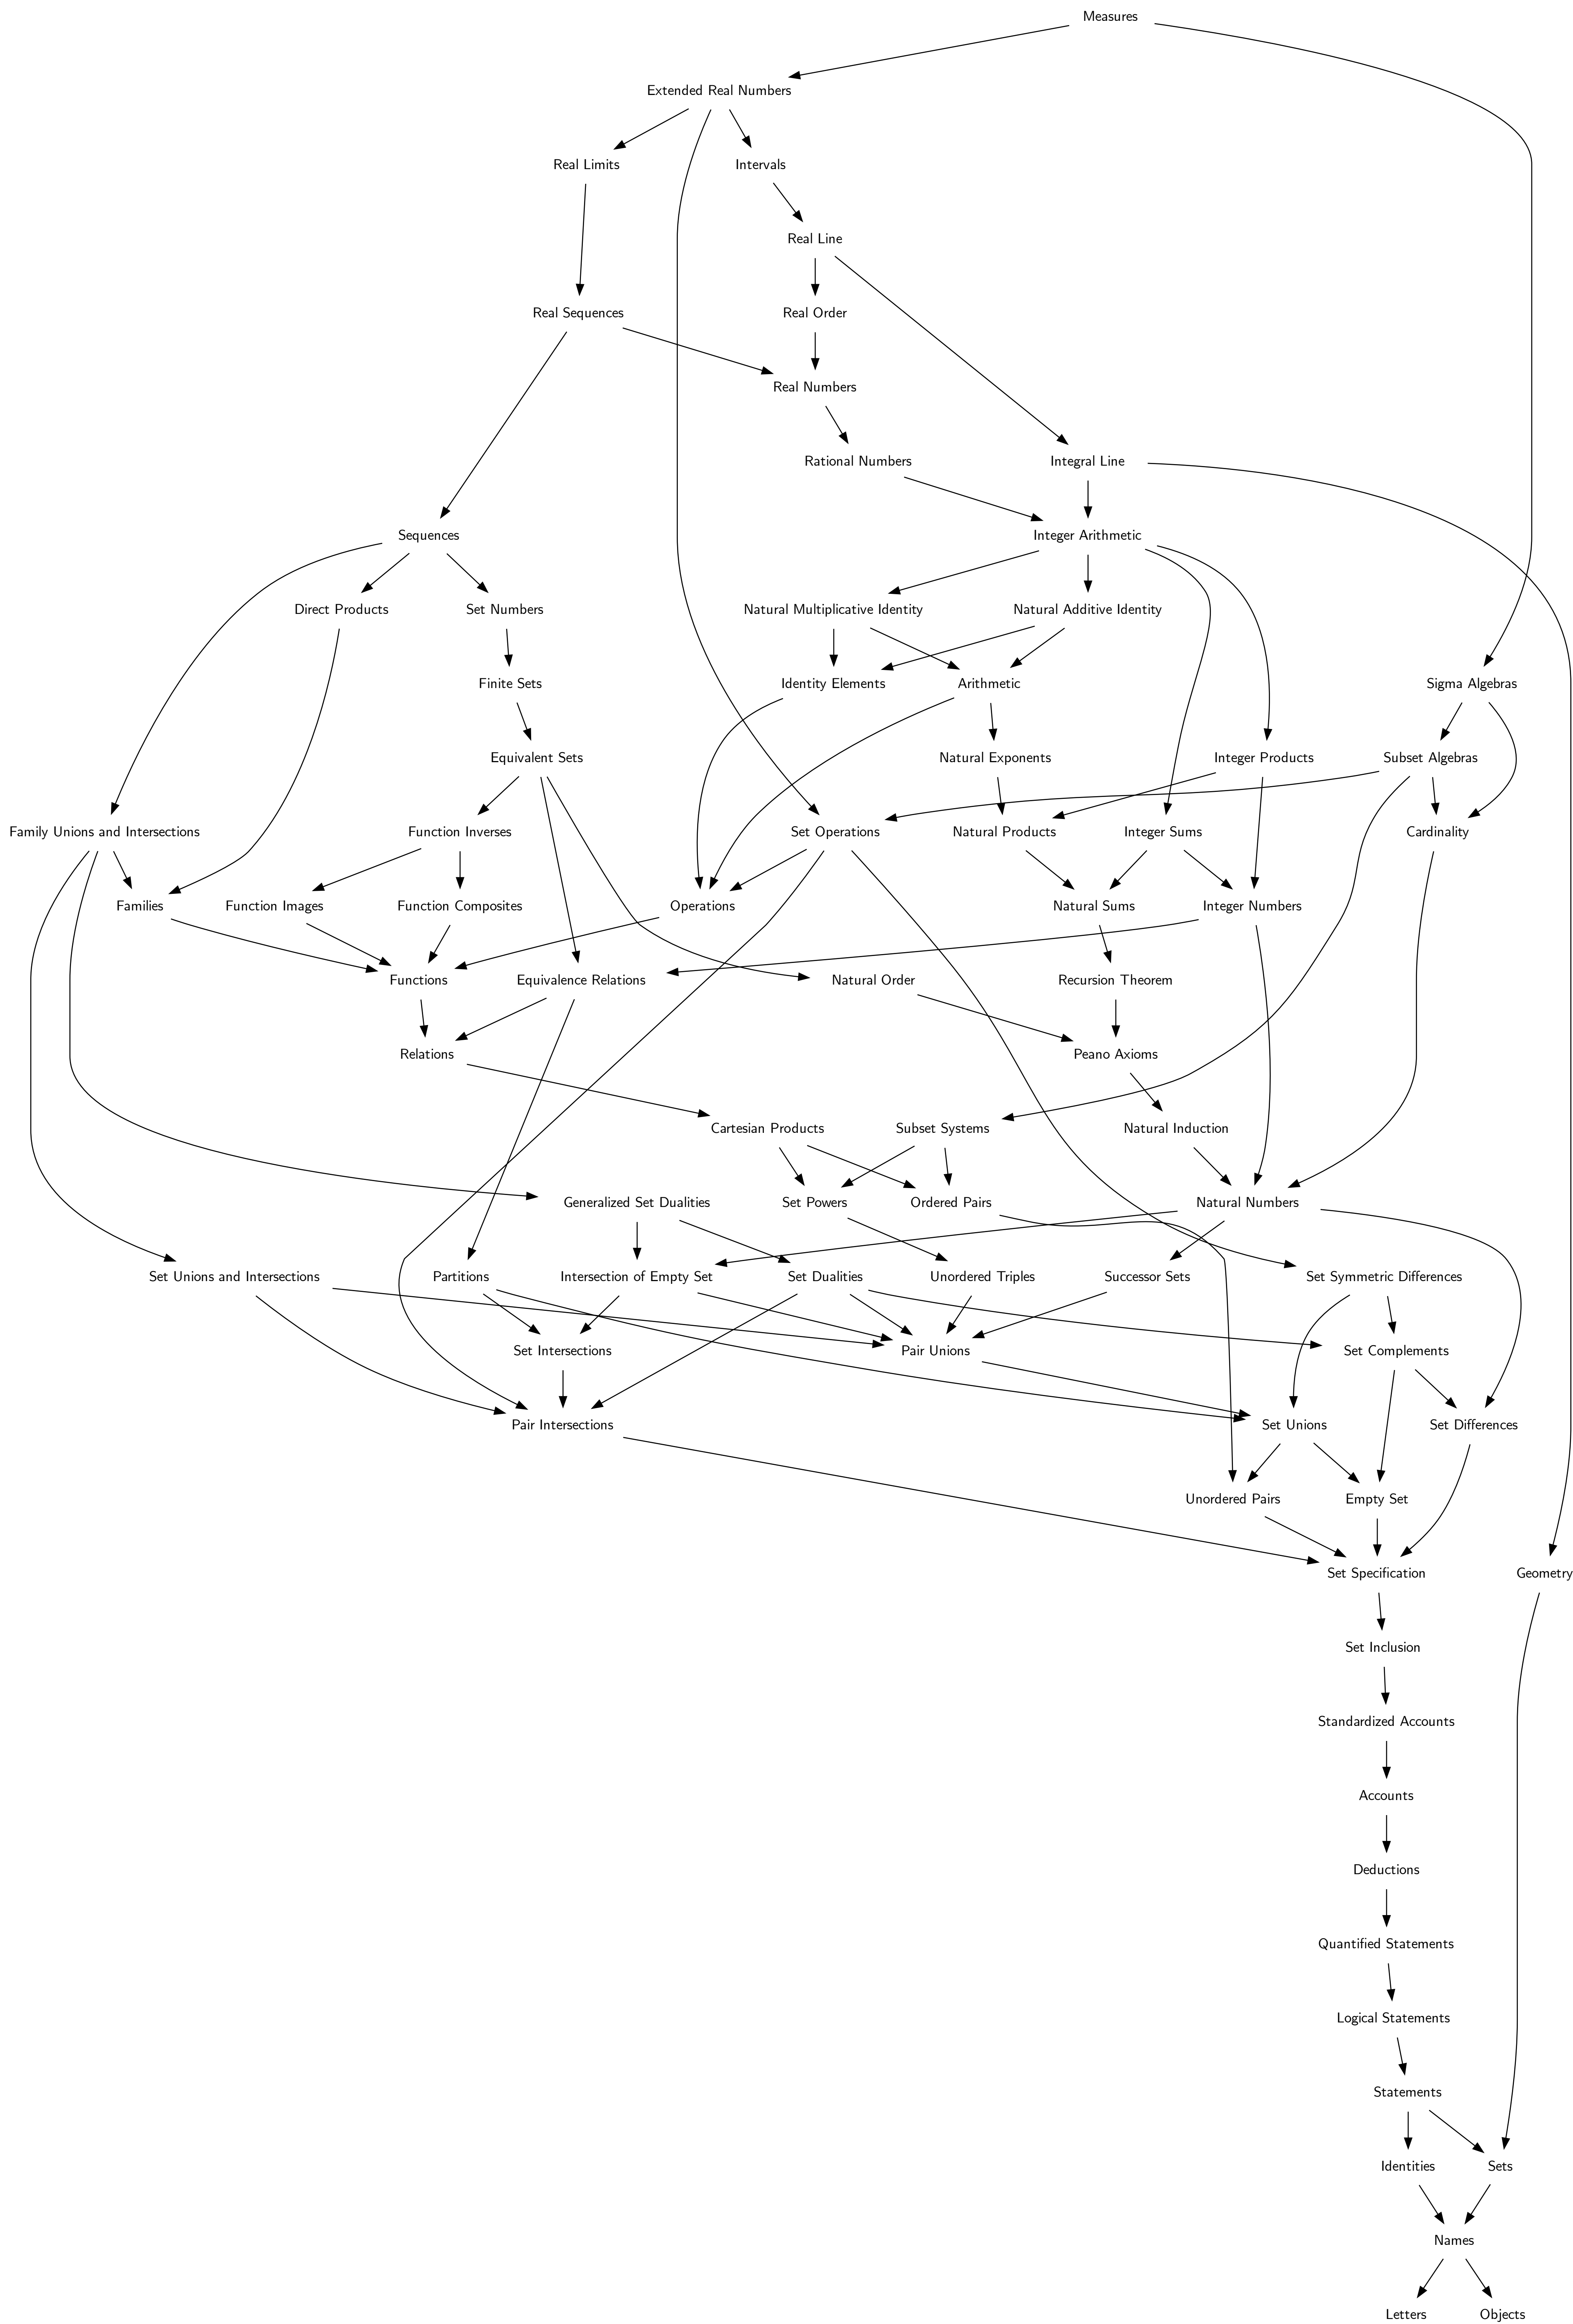 Measures
Extended Real Numbers
Real Limits
Intervals
Real Line
Real Sequences
Real Order
Real Numbers
Rational Numbers
Integral Line
Sequences
Integer Arithmetic
Direct Products
Set Numbers
Natural Multiplicative Identity
Natural Additive Identity
Finite Sets
Identity Elements
Arithmetic
Sigma Algebras
Equivalent Sets
Natural Exponents
Integer Products
Subset Algebras
Family Unions and Intersections
Function Inverses
Set Operations
Natural Products
Integer Sums
Cardinality
Families
Function Images
Function Composites
Operations
Natural Sums
Integer Numbers
Functions
Equivalence Relations
Natural Order
Recursion Theorem
Relations
Peano Axioms
Cartesian Products
Subset Systems
Natural Induction
Generalized Set Dualities
Set Powers
Ordered Pairs
Natural Numbers
Set Unions and Intersections
Partitions
Intersection of Empty Set
Set Dualities
Unordered Triples
Successor Sets
Set Symmetric Differences
Set Intersections
Pair Unions
Set Complements
Pair Intersections
Set Unions
Set Differences
Unordered Pairs
Empty Set
Set Specification
Geometry
Set Inclusion
Standardized Accounts
Accounts
Deductions
Quantified Statements
Logical Statements
Statements
Identities
Sets
Names
Letters
Objects